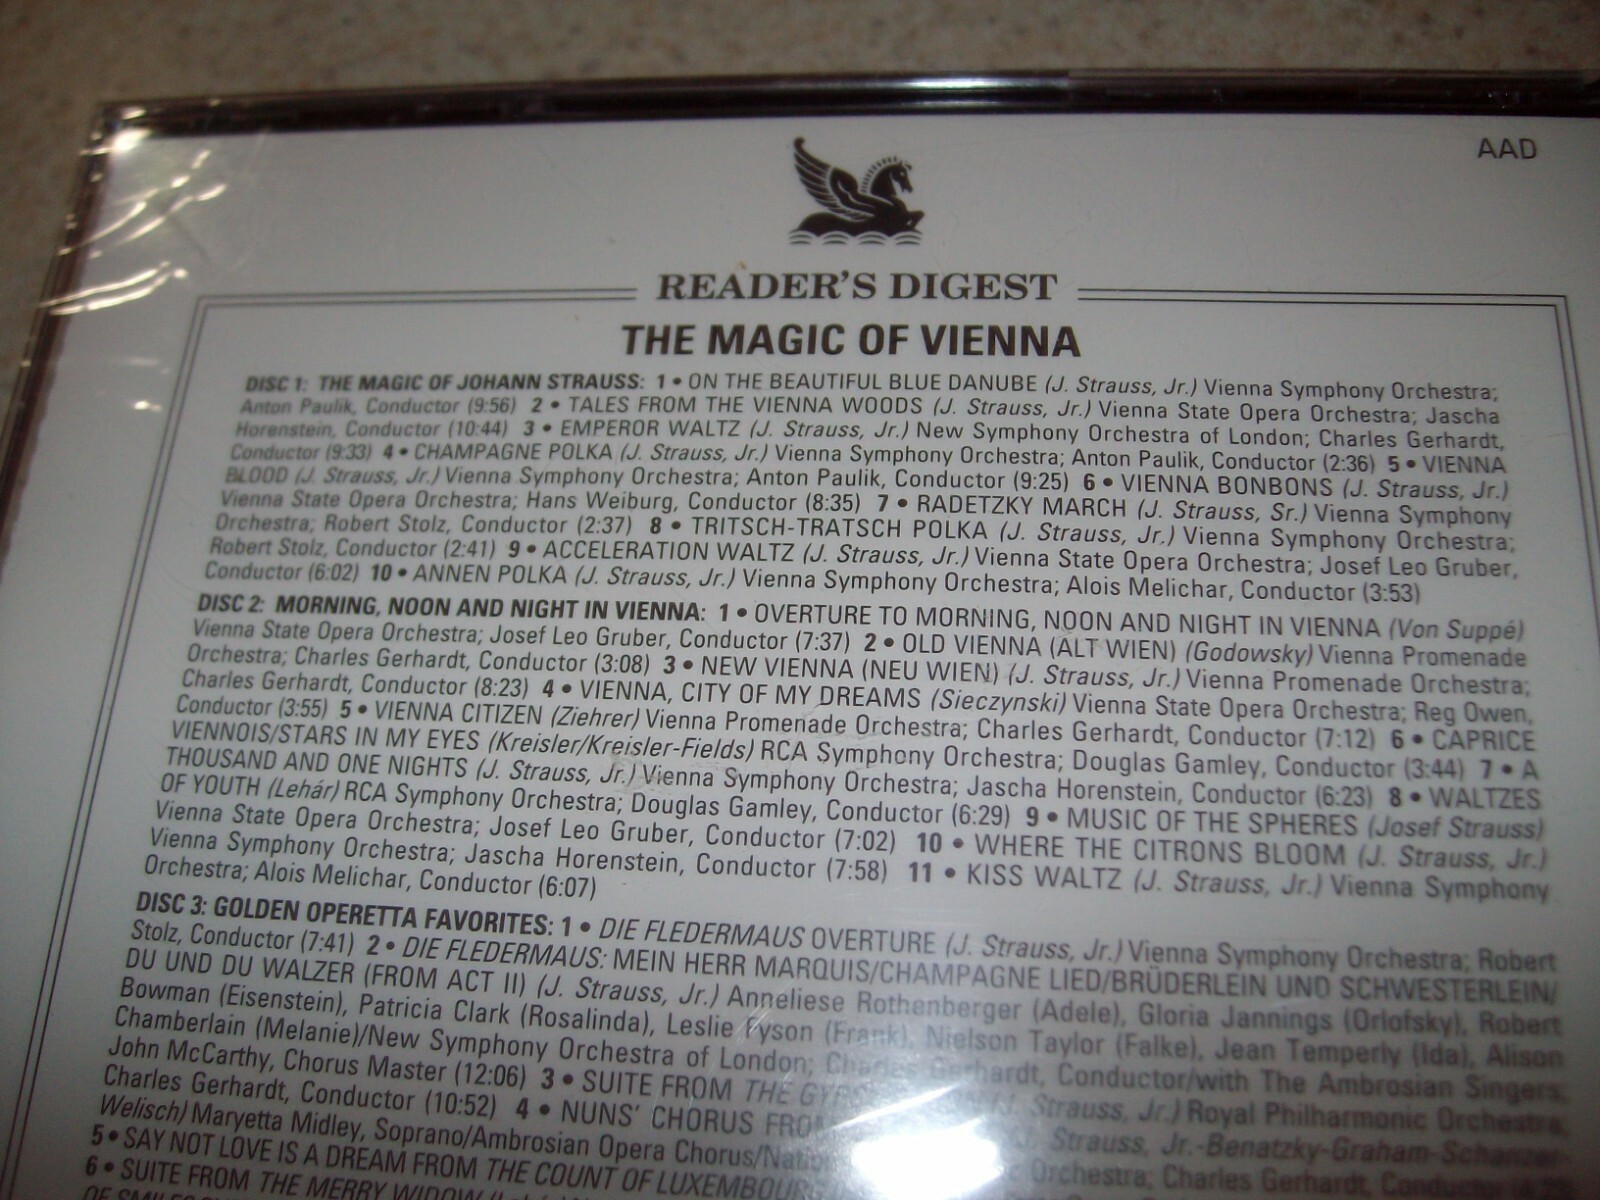 AAD
READER'S DIGEST
THE MAGIC OF VIENNA
DISC 1: THE MAGIC OF JOHANN STRAUSS: 1 • ON THE BEAUTIFUL BLUE DANUBE (J. Strauss, Jr.) Vienna Symphony Orchestra;
Anton Paulik, Conductor (9:56) 2 • TALES FROM THE VIENNA WOODS (J. Strauss, Jr.) Vienna State Opera Orchestra; Jascha
Horenstein, Conductor (10:44) 3 • EMPEROR WALTZ (J. Strauss, Jr.) New Symphony Orchestra of London; Charles Gerhardt,
Conductor (9:33) 4 • CHAMPAGNE POLKA (J. Strauss, Jr.) Vienna Symphony Orchestra; Anton Paulik, Conductor (2:36) 5 • VIENNA
BLOOD (J. Strauss, Jr.) Vienna Symphony Orchestra; Anton Paulik, Conductor (9:25) 6 • VIENNA BONBONS (J. Strauss, Jr.)
Vienna State Opera Orchestra; Hans Weiburg, Conductor (8:35) 7 • RADETZKY MARCH (J. Strauss, Sr.) Vienna Symphony
Orchestra; Robert Stolz, Conductor (2:37) 8 • TRITSCH-TRATSCH POLKA (J. Strauss, Jr.) Vienna Symphony Orchestra;
Robert Stolz, Conductor (2:41) 9 • ACCELERATION WALTZ (J. Strauss, Jr.) Vienna State Opera Orchestra; Josef Leo Gruber,
Conductor (6:02) 10 • ANNEN POLKA (J. Strauss, Jr.) Vienna Symphony Orchestra; Alois Melichar, Conductor (3:53)
DISC 2: MORNING, NOON AND NIGHT IN VIENNA: 1 • OVERTURE TO MORNING, NOON AND NIGHT IN VIENNA (Von Suppé)
Vienna State Opera Orchestra; Josef Leo Gruber, Conductor (7:37) 2 • OLD VIENNA (ALT WIEN) (Godowsky) Vienna Promenade
Orchestra; Charles Gerhardt, Conductor (3:08) 3 • NEW VIENNA (NEU WIEN) (J. Strauss, Jr.) Vienna Promenade Orchestra;
Charles Gerhardt, Conductor (8:23) 4 • VIENNA, CITY OF MY DREAMS (Sieczynski) Vienna State Opera Orchestra; Reg Owen,
Conductor (3:55) 5 • VIENNA CITIZEN (Ziehrer) Vienna Promenade Orchestra; Charles Gerhardt, Conductor (7:12) 6 • CAPRICE
VIENNOIS/STARS IN MY EYES (Kreisler/Kreisler-Fields) RCA Symphony Orchestra; Douglas Gamley, Conductor (3:44) 7 • A
THOUSAND AND ONE NIGHTS (J. Strauss, Jr.) Vienna Symphony Orchestra; Jascha Horenstein, Conductor (6:23) 8 • WALTZES
OF YOUTH (Lehár) RCA Symphony Orchestra; Douglas Gamley, Conductor (6:29) 9 • MUSIC OF THE SPHERES (Josef Strauss)
Vienna State Opera Orchestra; Josef Leo Gruber, Conductor (7:02) 10 • WHERE THE CITRONS BLOOM (J. Strauss, Jr.)
Vienna Symphony Orchestra; Jascha Horenstein, Conductor (7:58) 11 • KISS WALTZ (J. Strauss, Jr.) Vienna Symphony
Orchestra; Alois Melichar, Conductor (6:07)
DISC 3: GOLDEN OPERETTA FAVORITES: 1 • DIE FLEDERMAUS OVERTURE (J. Strauss, Jr.) Vienna Symphony Orchestra; Robert
Stolz, Conductor (7:41) 2 • DIE FLEDERMAUS: MEIN HERR MARQUIS/CHAMPAGNE LIED/BRÜDERLEIN UND SCHWESTERLEIN/
DU UND DU WALZER (FROM ACT II) (J. Strauss, Jr.) Anneliese Rothenberger (Adele), Gloria Jannings (Orlofsky), Robert
Bowman (Eisenstein), Patricia Clark (Rosalinda), Leslie Fyson (Frank), Nielson Taylor (Falke), Jean Temperly (Ida), Alison
Chamberlain (Melanie)/New Symphony Orchestra of London; Charles Gerhardt, Conductor/with The Ambrosian Singers;
John McCarthy, Chorus Master (12:06) 3 • SUITE FROM THE (J. Strauss, Jr.) Royal Philharmonic Orchestra;
Charles Gerhardt, Conductor (10:52) 4 • NUNS' CHORUS FROM Strauss, Jr.-Benatzky-Graham-Schanzer-
Welisch) Maryetta Midley, Soprano/Ambrosian Opera Chorus/ Orchestra; Charles Gerhardt, Conductor
5 • SAY NOT LOVE IS A DREAM FROM THE COUNT OF LUXEMBOURG
6 • SUITE FROM THE MERRY WIDOW